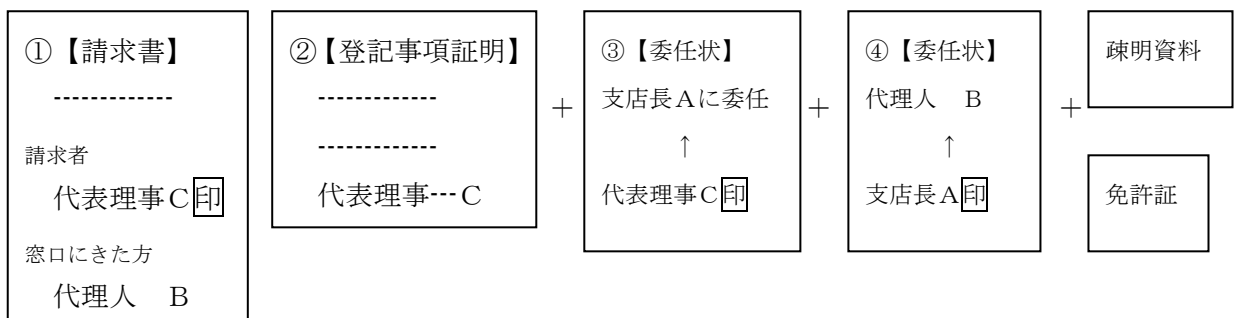 ①【請求書】
-------------
請求者
代表理事C印
窓口にきた方
代理人 B
②【登記事項証明】
-------------
-------------
代表理事---C
+
③【委任状】
支店長Aに委任
↑
代表理事C印
+
④【委任状】
代理人 B
↑
支店長A印
+
疎明資料
免許証